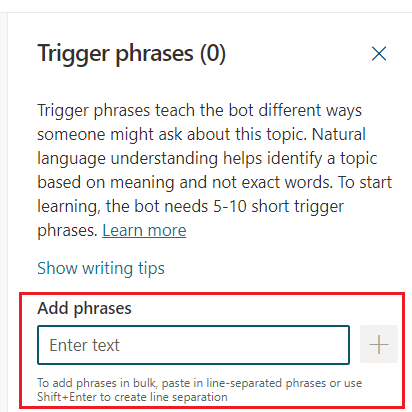 Trigger phrases (0)
Trigger phrases teach the bot different ways
someone might ask about this topic. Natural
language understanding helps identify a topic
based on meaning and not exact words. To start
learning, the bot needs 5-10 short trigger
phrases. Learn more
Show writing tips
Add phrases
Enter text
To add phrases in bulk, paste in line-separated phrases or use
Shift+Enter to create line separation